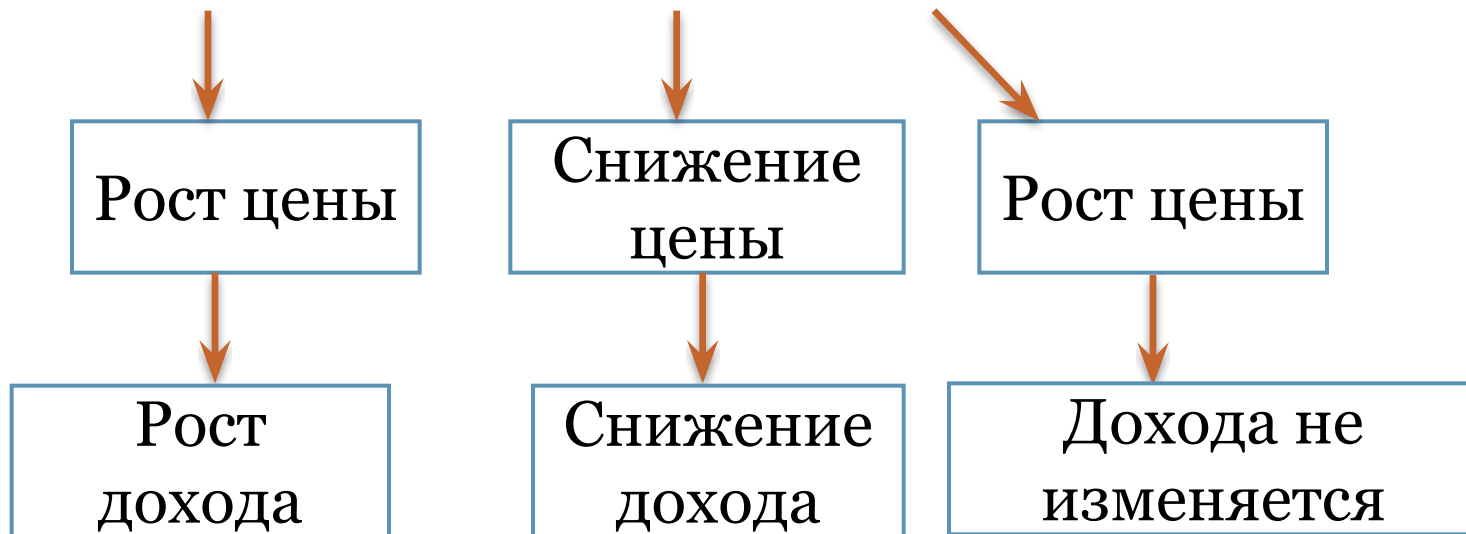 Рост цены
Снижение
цены
Рост цены
Рост
дохода
Снижение
дохода
Дохода не
изменяется